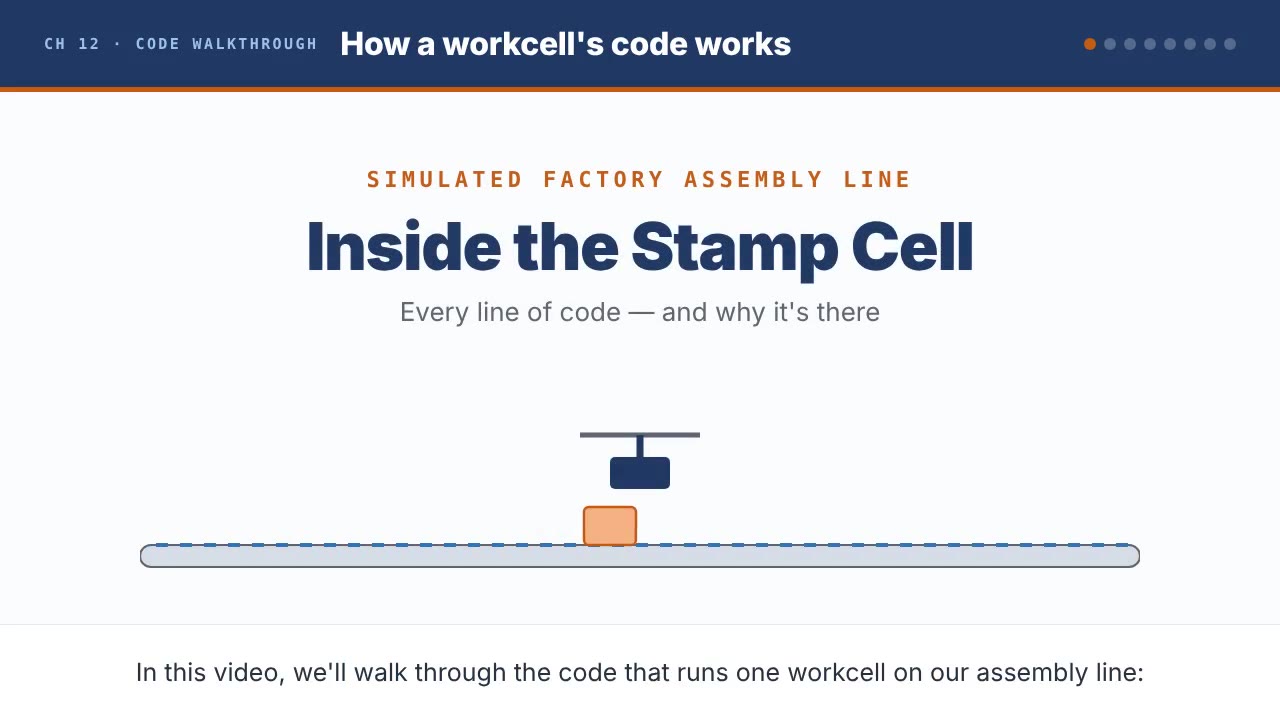 CH 12 · CODE WALKTHROUGH How a workcell's code works
SIMULATED FACTORY ASSEMBLY LINE
Inside the Stamp Cell
Every line of code — and why it's there
In this video, we'll walk through the code that runs one workcell on our assembly line: